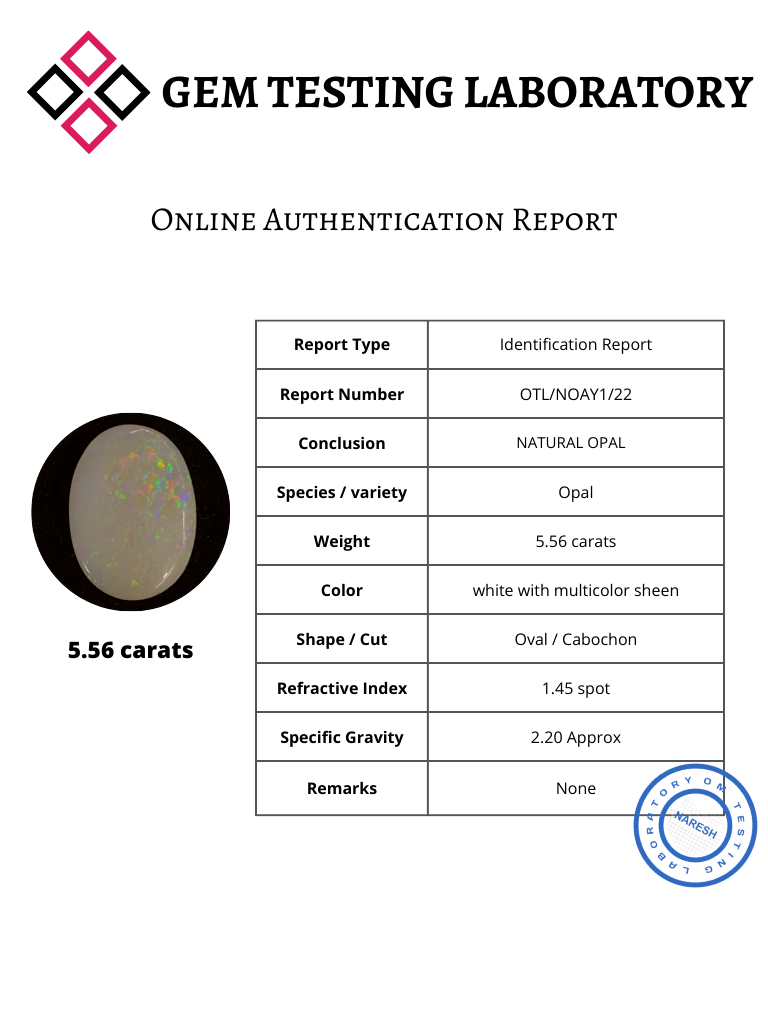 GEM TESTING LABORATORY
Online Authentication Report
Report Type Identification Report
Report Number OTL/NOAY1/22
Conclusion NATURAL OPAL
Species / variety Opal
Weight 5.56 carats
Color white with multicolor sheen
Shape / Cut Oval / Cabochon
Refractive Index 1.45 spot
Specific Gravity 2.20 Approx
Remarks None
5.56 carats
OM TESTING LABORATORY
NARESH